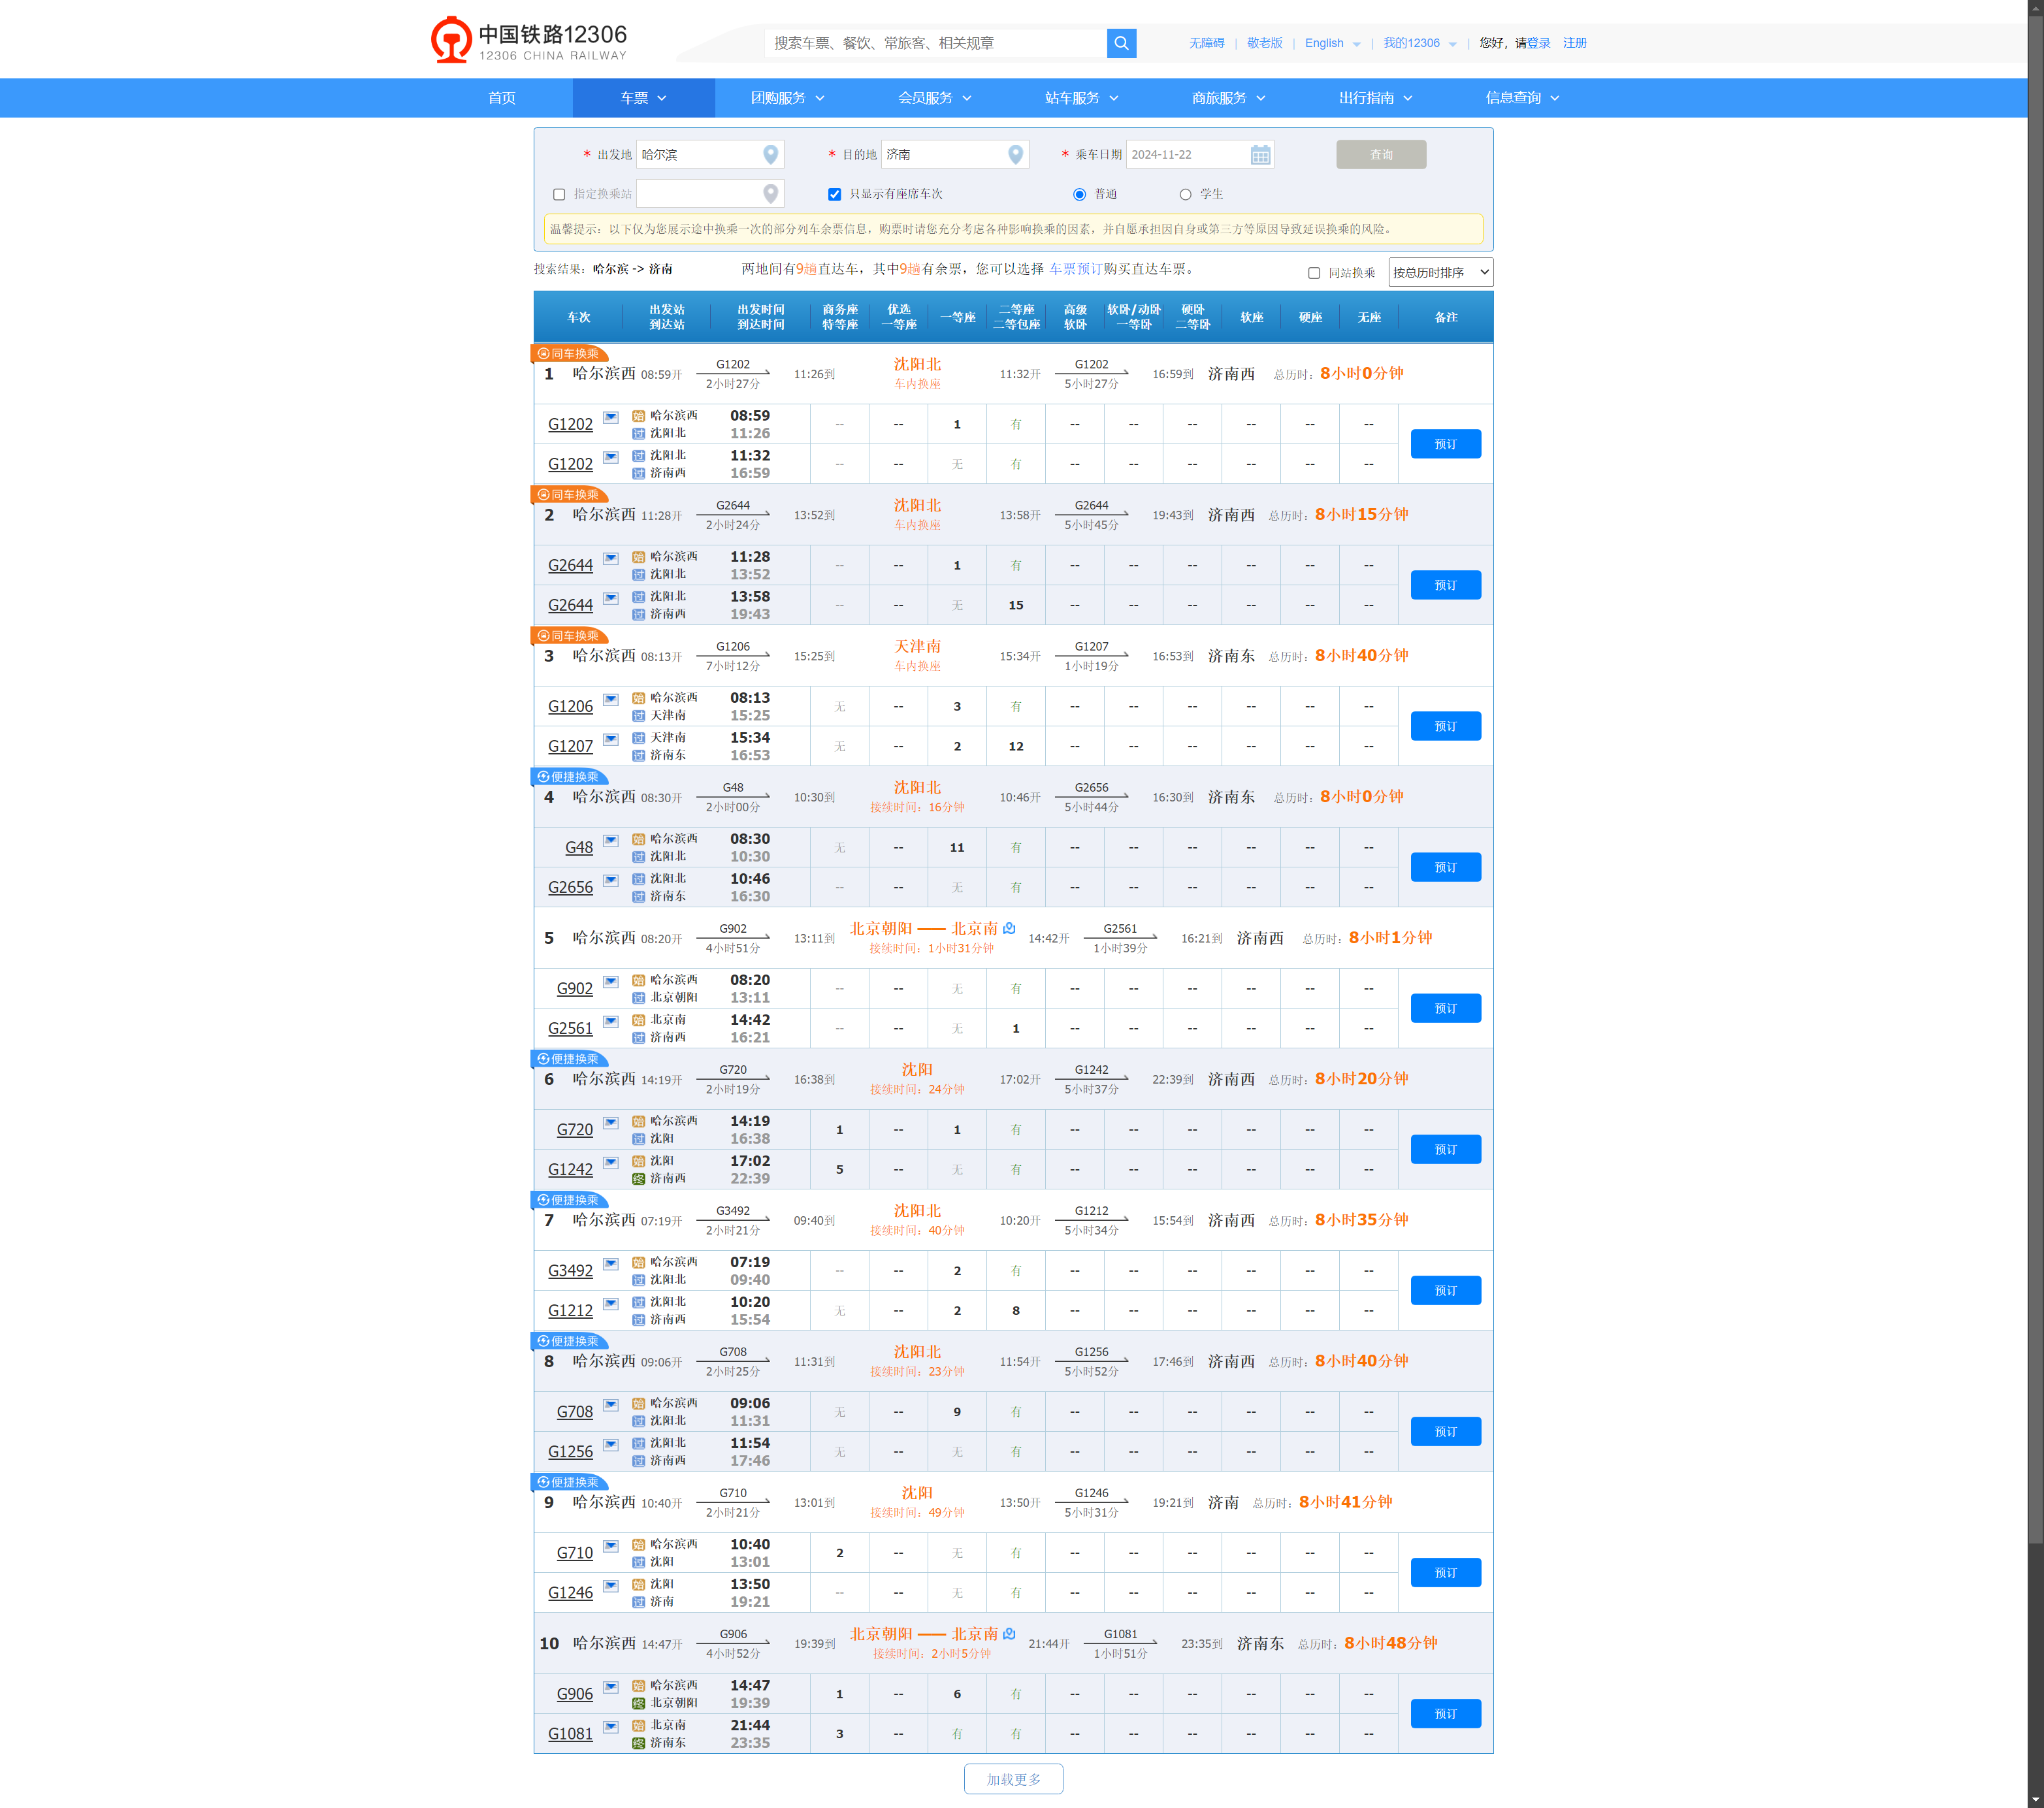 中国铁路12306
12306 CHINA RAILWAY
搜索车票、餐饮、常旅客、相关规章
无障碍 | 敬老版 | English | 我的12306 | 您好，请登录 注册
首页 车票 团购服务 会员服务 站车服务 商旅服务 出行指南 信息查询
* 出发地 哈尔滨 * 目的地 济南 * 乘车日期 2024-11-22 查询
指定换乘站 只显示有座席车次 普通 学生
温馨提示：以下仅为您展示途中换乘一次的部分列车余票信息，购票时请您充分考虑各种影响换乘的因素，并自愿承担因自身或第三方等原因导致延误换乘的风险。
搜索结果：哈尔滨 -> 济南 两地间有9趟直达车，其中9趟有余票，您可以选择 车票预订购买直达车票。 同站换乘 按总历时排序
车次 出发站 出发时间 商务座 优选 一等座 二等座 高级 软卧/动卧 硬卧 软座 硬座 无座 备注
到达站 到达时间 特等座 一等座 二等包座 软卧 一等卧 二等卧
同车换乘
G1202 沈阳北 G1202
1 哈尔滨西 08:59开 11:26到 11:32开 16:59到 济南西 总历时：8小时0分钟
2小时27分 车内换座 5小时27分
G1202 始 哈尔滨西 08:59 -- -- 1 有 -- -- -- -- -- --
过 沈阳北 11:26
预订
G1202 过 沈阳北 11:32 -- -- 无 有 -- -- -- -- -- --
过 济南西 16:59
同车换乘
G2644 沈阳北 G2644
2 哈尔滨西 11:28开 13:52到 13:58开 19:43到 济南西 总历时：8小时15分钟
2小时24分 车内换座 5小时45分
G2644 始 哈尔滨西 11:28 -- -- 1 有 -- -- -- -- -- --
过 沈阳北 13:52
预订
G2644 过 沈阳北 13:58 -- -- 无 15 -- -- -- -- -- --
过 济南西 19:43
同车换乘
G1206 天津南 G1207
3 哈尔滨西 08:13开 15:25到 15:34开 16:53到 济南东 总历时：8小时40分钟
7小时12分 车内换座 1小时19分
G1206 始 哈尔滨西 08:13 无 -- 3 有 -- -- -- -- -- --
过 天津南 15:25
预订
G1207 过 天津南 15:34 无 -- 2 12 -- -- -- -- -- --
过 济南东 16:53
便捷换乘
G48 沈阳北 G2656
4 哈尔滨西 08:30开 10:30到 10:46开 16:30到 济南东 总历时：8小时0分钟
2小时00分 接续时间：16分钟 5小时44分
G48 始 哈尔滨西 08:30 无 -- 11 有 -- -- -- -- -- --
过 沈阳北 10:30
预订
G2656 过 沈阳北 10:46 -- -- 无 有 -- -- -- -- -- --
过 济南东 16:30
G902 北京朝阳 —— 北京南 G2561
5 哈尔滨西 08:20开 13:11到 14:42开 16:21到 济南西 总历时：8小时1分钟
4小时51分 接续时间：1小时31分钟 1小时39分
G902 始 哈尔滨西 08:20 -- -- 无 有 -- -- -- -- -- --
过 北京朝阳 13:11
预订
G2561 始 北京南 14:42 -- -- 无 1 -- -- -- -- -- --
过 济南西 16:21
便捷换乘
G720 沈阳 G1242
6 哈尔滨西 14:19开 16:38到 17:02开 22:39到 济南西 总历时：8小时20分钟
2小时19分 接续时间：24分钟 5小时37分
G720 始 哈尔滨西 14:19 1 -- 1 有 -- -- -- -- -- --
过 沈阳 16:38
预订
G1242 始 沈阳 17:02 5 -- 无 有 -- -- -- -- -- --
终 济南西 22:39
便捷换乘
G3492 沈阳北 G1212
7 哈尔滨西 07:19开 09:40到 10:20开 15:54到 济南西 总历时：8小时35分钟
2小时21分 接续时间：40分钟 5小时34分
G3492 始 哈尔滨西 07:19 -- -- 2 有 -- -- -- -- -- --
过 沈阳北 09:40
预订
G1212 过 沈阳北 10:20 无 -- 2 8 -- -- -- -- -- --
过 济南西 15:54
便捷换乘
G708 沈阳北 G1256
8 哈尔滨西 09:06开 11:31到 11:54开 17:46到 济南西 总历时：8小时40分钟
2小时25分 接续时间：23分钟 5小时52分
G708 始 哈尔滨西 09:06 无 -- 9 有 -- -- -- -- -- --
过 沈阳北 11:31
预订
G1256 过 沈阳北 11:54 无 -- 无 有 -- -- -- -- -- --
过 济南西 17:46
便捷换乘
G710 沈阳 G1246
9 哈尔滨西 10:40开 13:01到 13:50开 19:21到 济南 总历时：8小时41分钟
2小时21分 接续时间：49分钟 5小时31分
G710 始 哈尔滨西 10:40 2 -- 无 有 -- -- -- -- -- --
过 沈阳 13:01
预订
G1246 始 沈阳 13:50 -- -- 无 有 -- -- -- -- -- --
过 济南 19:21
G906 北京朝阳 —— 北京南 G1081
10 哈尔滨西 14:47开 19:39到 21:44开 23:35到 济南东 总历时：8小时48分钟
4小时52分 接续时间：2小时5分钟 1小时51分
G906 始 哈尔滨西 14:47 1 -- 6 有 -- -- -- -- -- --
终 北京朝阳 19:39
预订
G1081 始 北京南 21:44 3 -- 有 有 -- -- -- -- -- --
终 济南东 23:35
加载更多